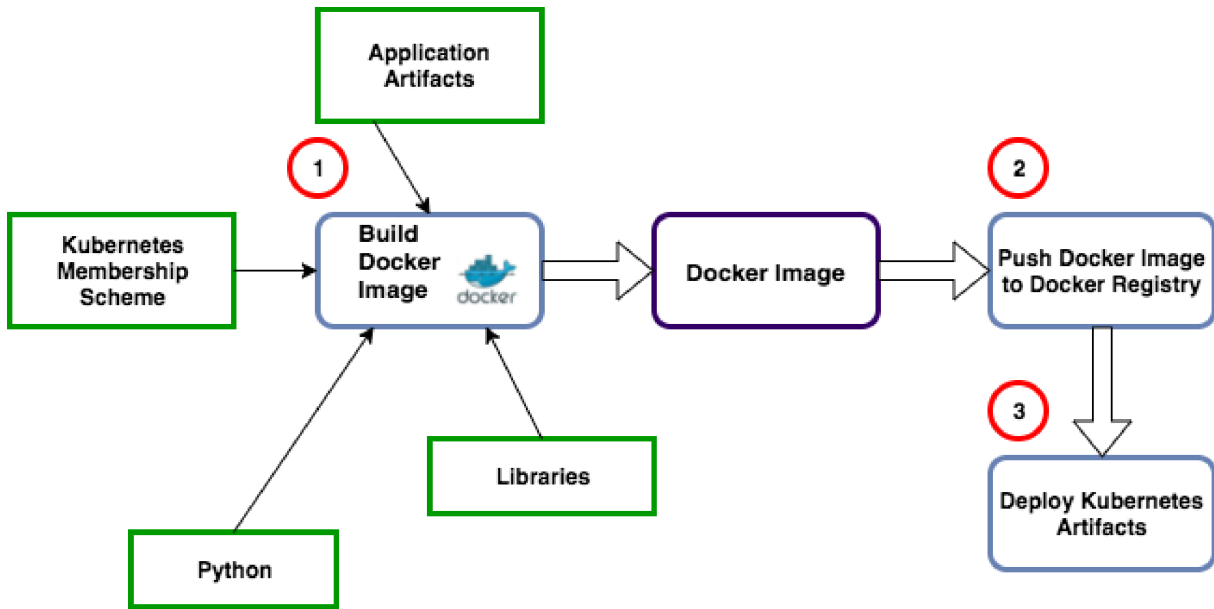 Application
Artifacts
1
2
Kubernetes
Membership
Scheme
Build
Docker
Image
docker
Docker Image
Push Docker Image
to Docker Registry
3
Libraries
Deploy Kubernetes
Artifacts
Python